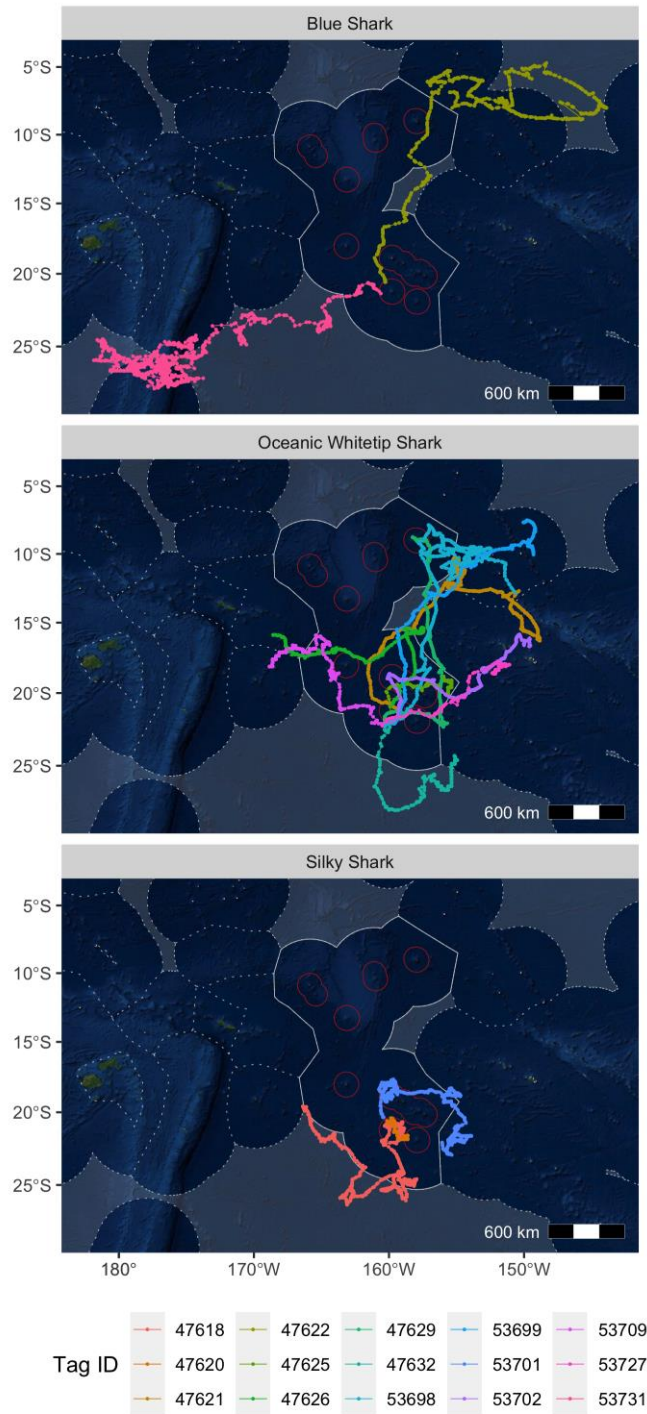 Blue Shark
5°S
10°S
15°S
20°S
25°S
600 km
Oceanic Whitetip Shark
5°S
10°S
15°S
20°S
25°S
600 km
Silky Shark
5°S
10°S
15°S
20°S
25°S
600 km
180° 170°W 160°W 150°W
47618 47622 47629 53699 53709
Tag ID 47620 47625 47632 53701 53727
47621 47626 53698 53702 53731